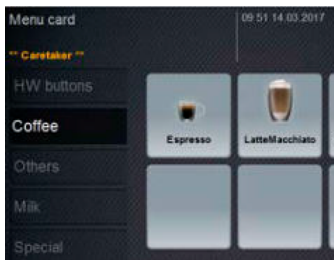 Menu card
09 51 14.03.2017
** Caretaker **
HW buttons
Coffee
Others
Milk
Special
Espresso
LatteMacchiato